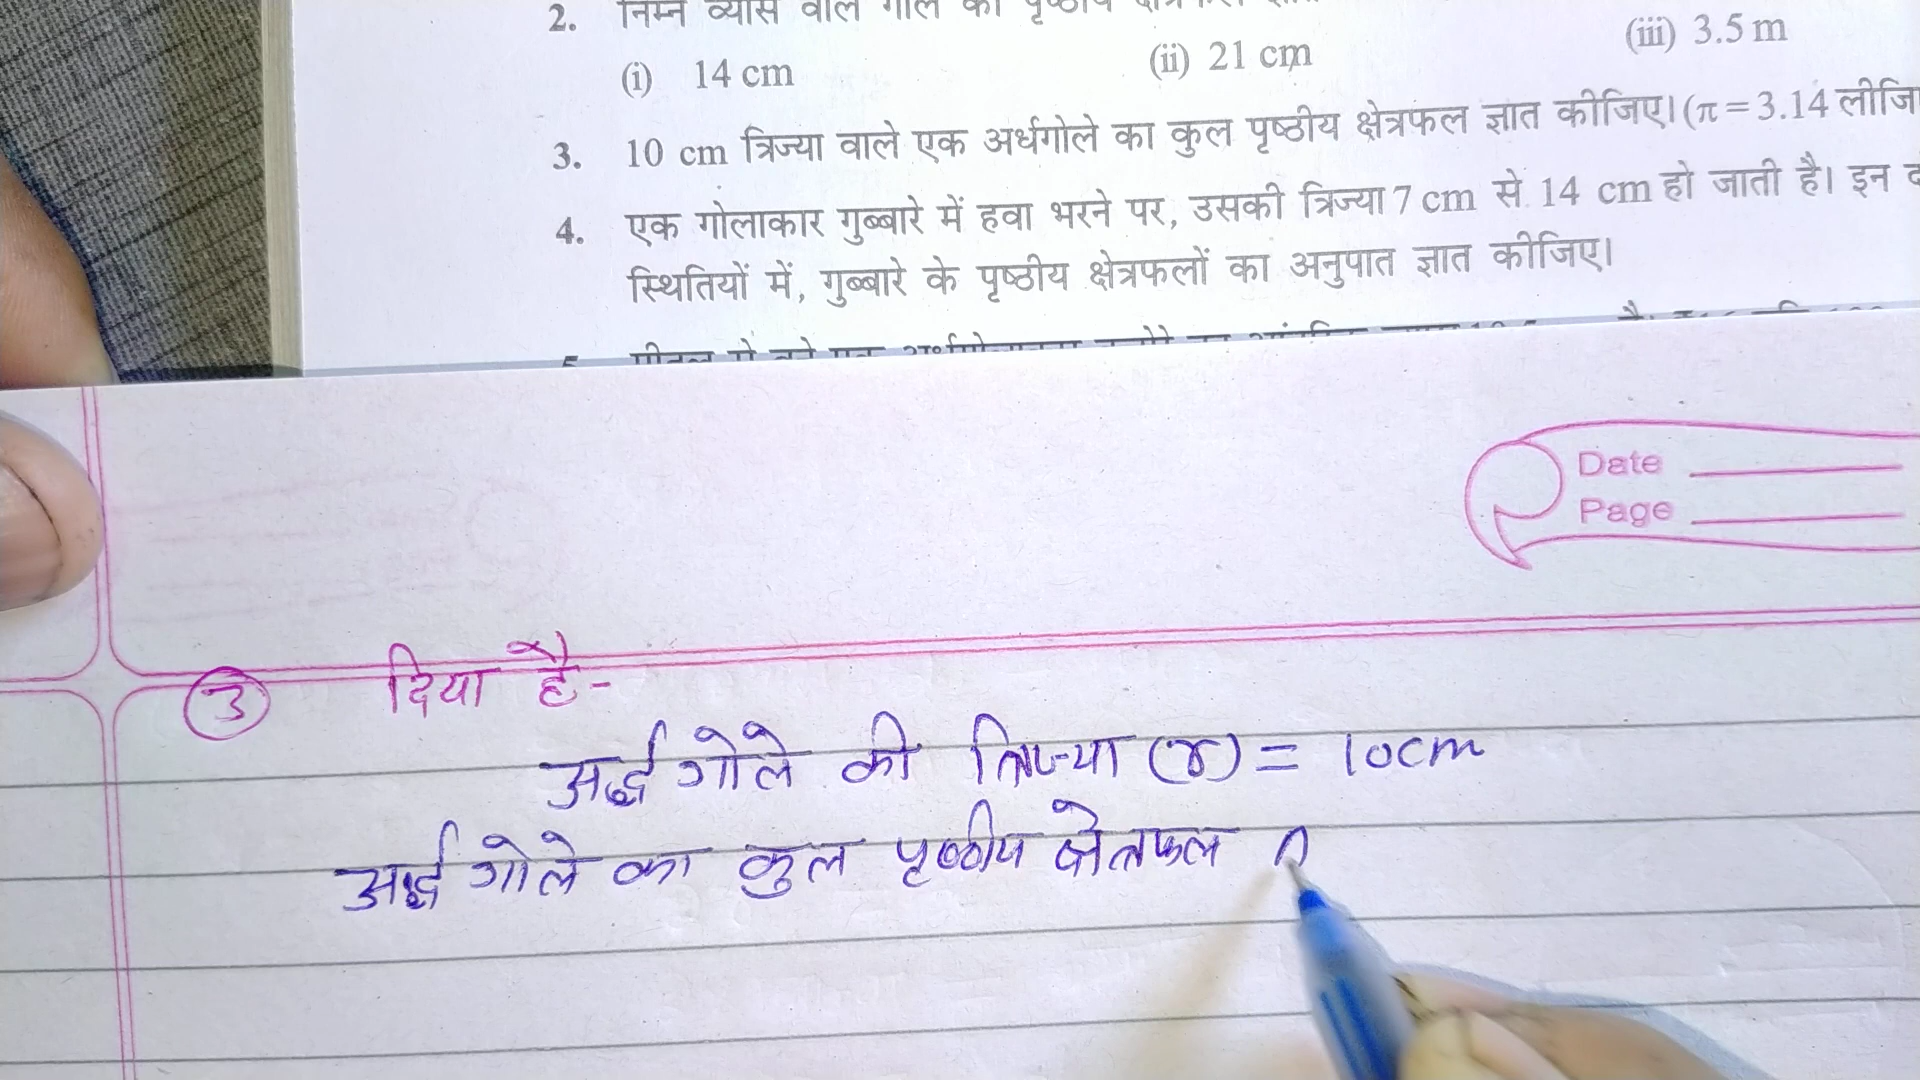 2. निम्न व्यास वाले गोले का पृष्ठीय
(i) 14 cm (ii) 21 cm (iii) 3.5 m
3. 10 cm त्रिज्या वाले एक अर्धगोले का कुल पृष्ठीय क्षेत्रफल ज्ञात कीजिए। (π = 3.14 लीजि
4. एक गोलाकार गुब्बारे में हवा भरने पर, उसकी त्रिज्या 7 cm से 14 cm हो जाती है। इन
स्थितियों में, गुब्बारे के पृष्ठीय क्षेत्रफलों का अनुपात ज्ञात कीजिए।
Date
Page
3 दिया है-
अर्द्ध गोले की त्रिज्या (r) = 10cm
अर्द्ध गोले का कुल पृष्ठीय क्षेत्रफल